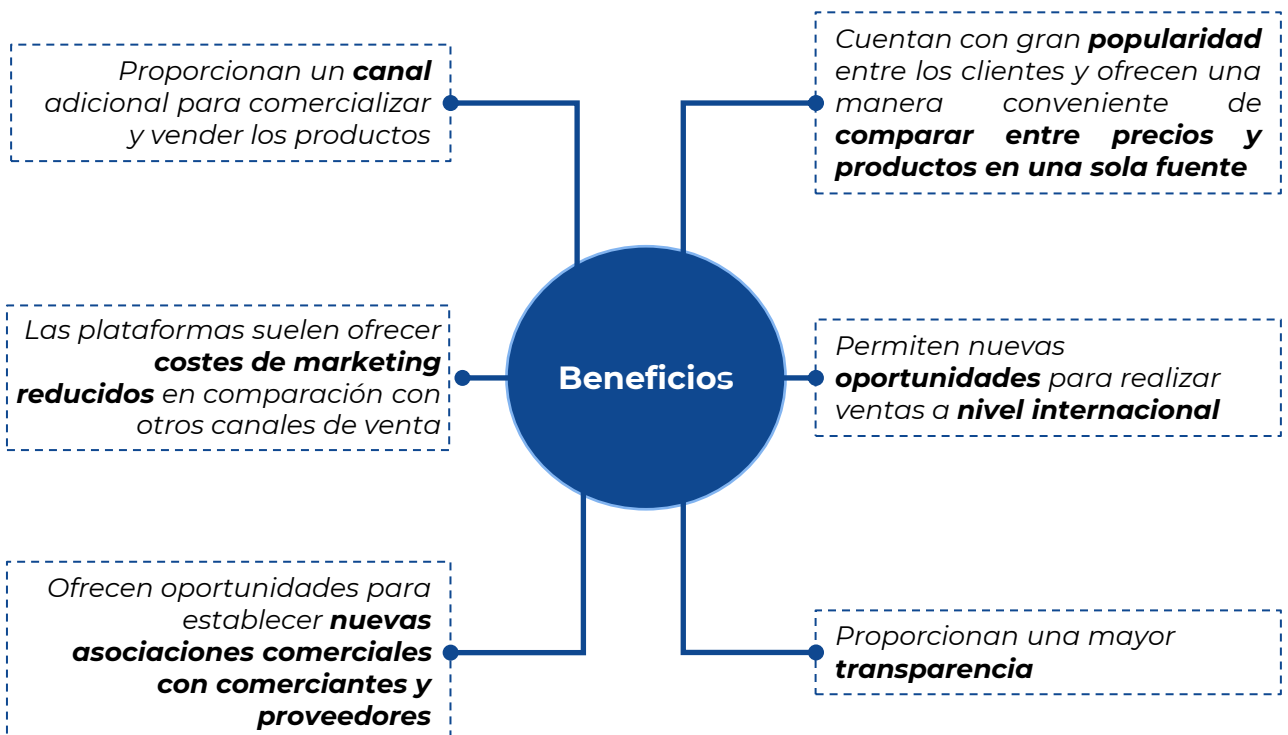 Proporcionan un canal
adicional para comercializar
y vender los productos
Cuentan con gran popularidad
entre los clientes y ofrecen una
manera conveniente de
comparar entre precios y
productos en una sola fuente
Las plataformas suelen ofrecer
costes de marketing
reducidos en comparación con
otros canales de venta
Beneficios
Permiten nuevas
oportunidades para realizar
ventas a nivel internacional
Ofrecen oportunidades para
establecer nuevas
asociaciones comerciales
con comerciantes y
proveedores
Proporcionan una mayor
transparencia